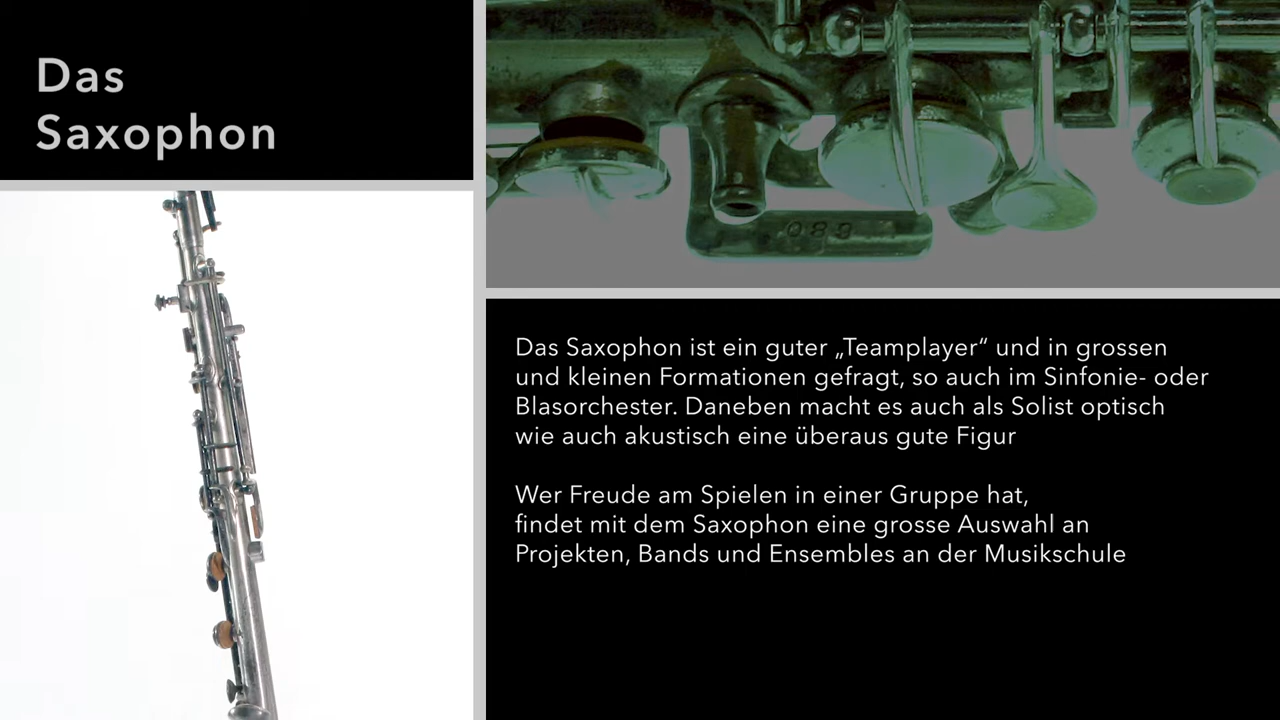 Das
Saxophon
Das Saxophon ist ein guter „Teamplayer“ und in grossen
und kleinen Formationen gefragt, so auch im Sinfonie- oder
Blasorchester. Daneben macht es auch als Solist optisch
wie auch akustisch eine überaus gute Figur
Wer Freude am Spielen in einer Gruppe hat,
findet mit dem Saxophon eine grosse Auswahl an
Projekten, Bands und Ensembles an der Musikschule